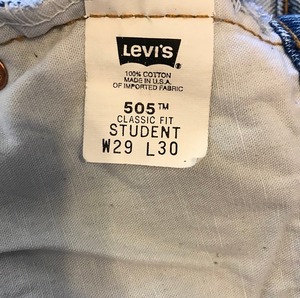 LEVI'S
100% COTTON
MADE IN U.S.A.
OF IMPORTED FABRIC
505™
CLASSIC FIT
STUDENT
W29 L30